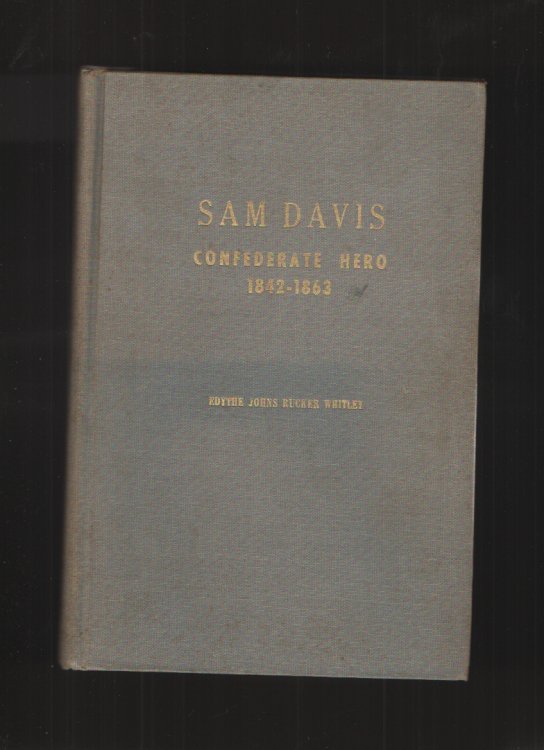 SAM DAVIS
CONFEDERATE HERO
1842-1863
EDYTHE JOHNS RUCKER WHITLEY